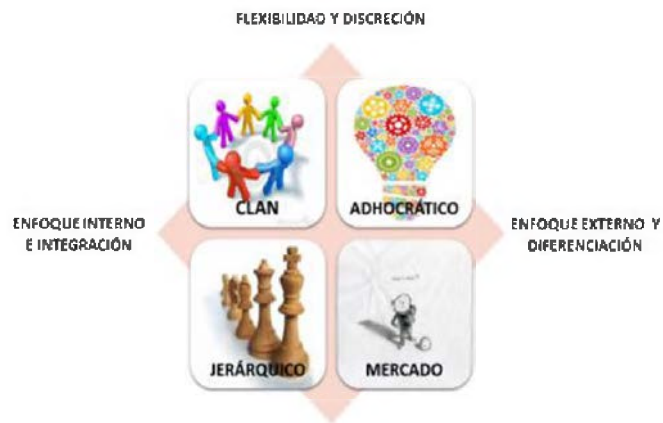 FLEXIBILIDAD Y DISCRECIÓN
CLAN
ADHOCRÁTICO
ENFOQUE INTERNO
E INTEGRACIÓN
ENFOQUE EXTERNO Y
DIFERENCIACIÓN
JERÁRQUICO
MERCADO